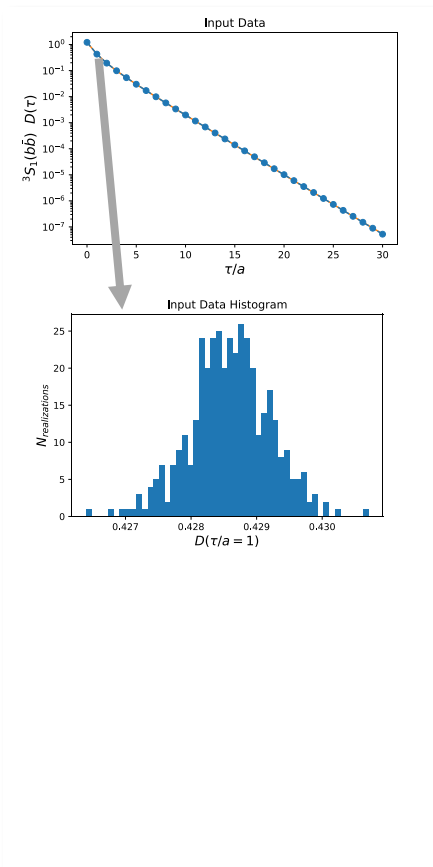 Input Data
10⁰
10⁻¹
10⁻²
10⁻³
10⁻⁴
10⁻⁵
10⁻⁶
10⁻⁷
³S₁(bb̄) D(τ)
0 5 10 15 20 25 30
τ/a
Input Data Histogram
25
20
15
10
5
0
N_realizations
0.427 0.428 0.429 0.430
D(τ/a = 1)